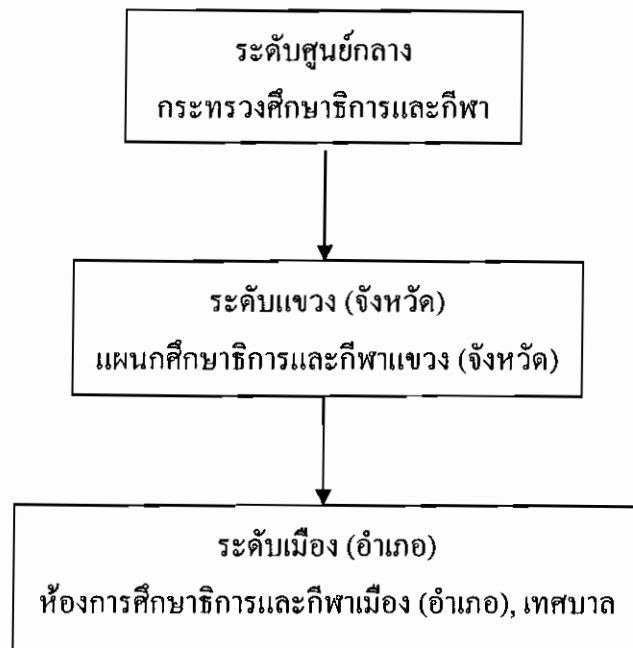 ระดับศูนย์กลาง
กระทรวงศึกษาธิการและกีฬา
ระดับแขวง (จังหวัด)
แผนกศึกษาธิการและกีฬาแขวง (จังหวัด)
ระดับเมือง (อำเภอ)
ห้องการศึกษาธิการและกีฬาเมือง (อำเภอ), เทศบาล